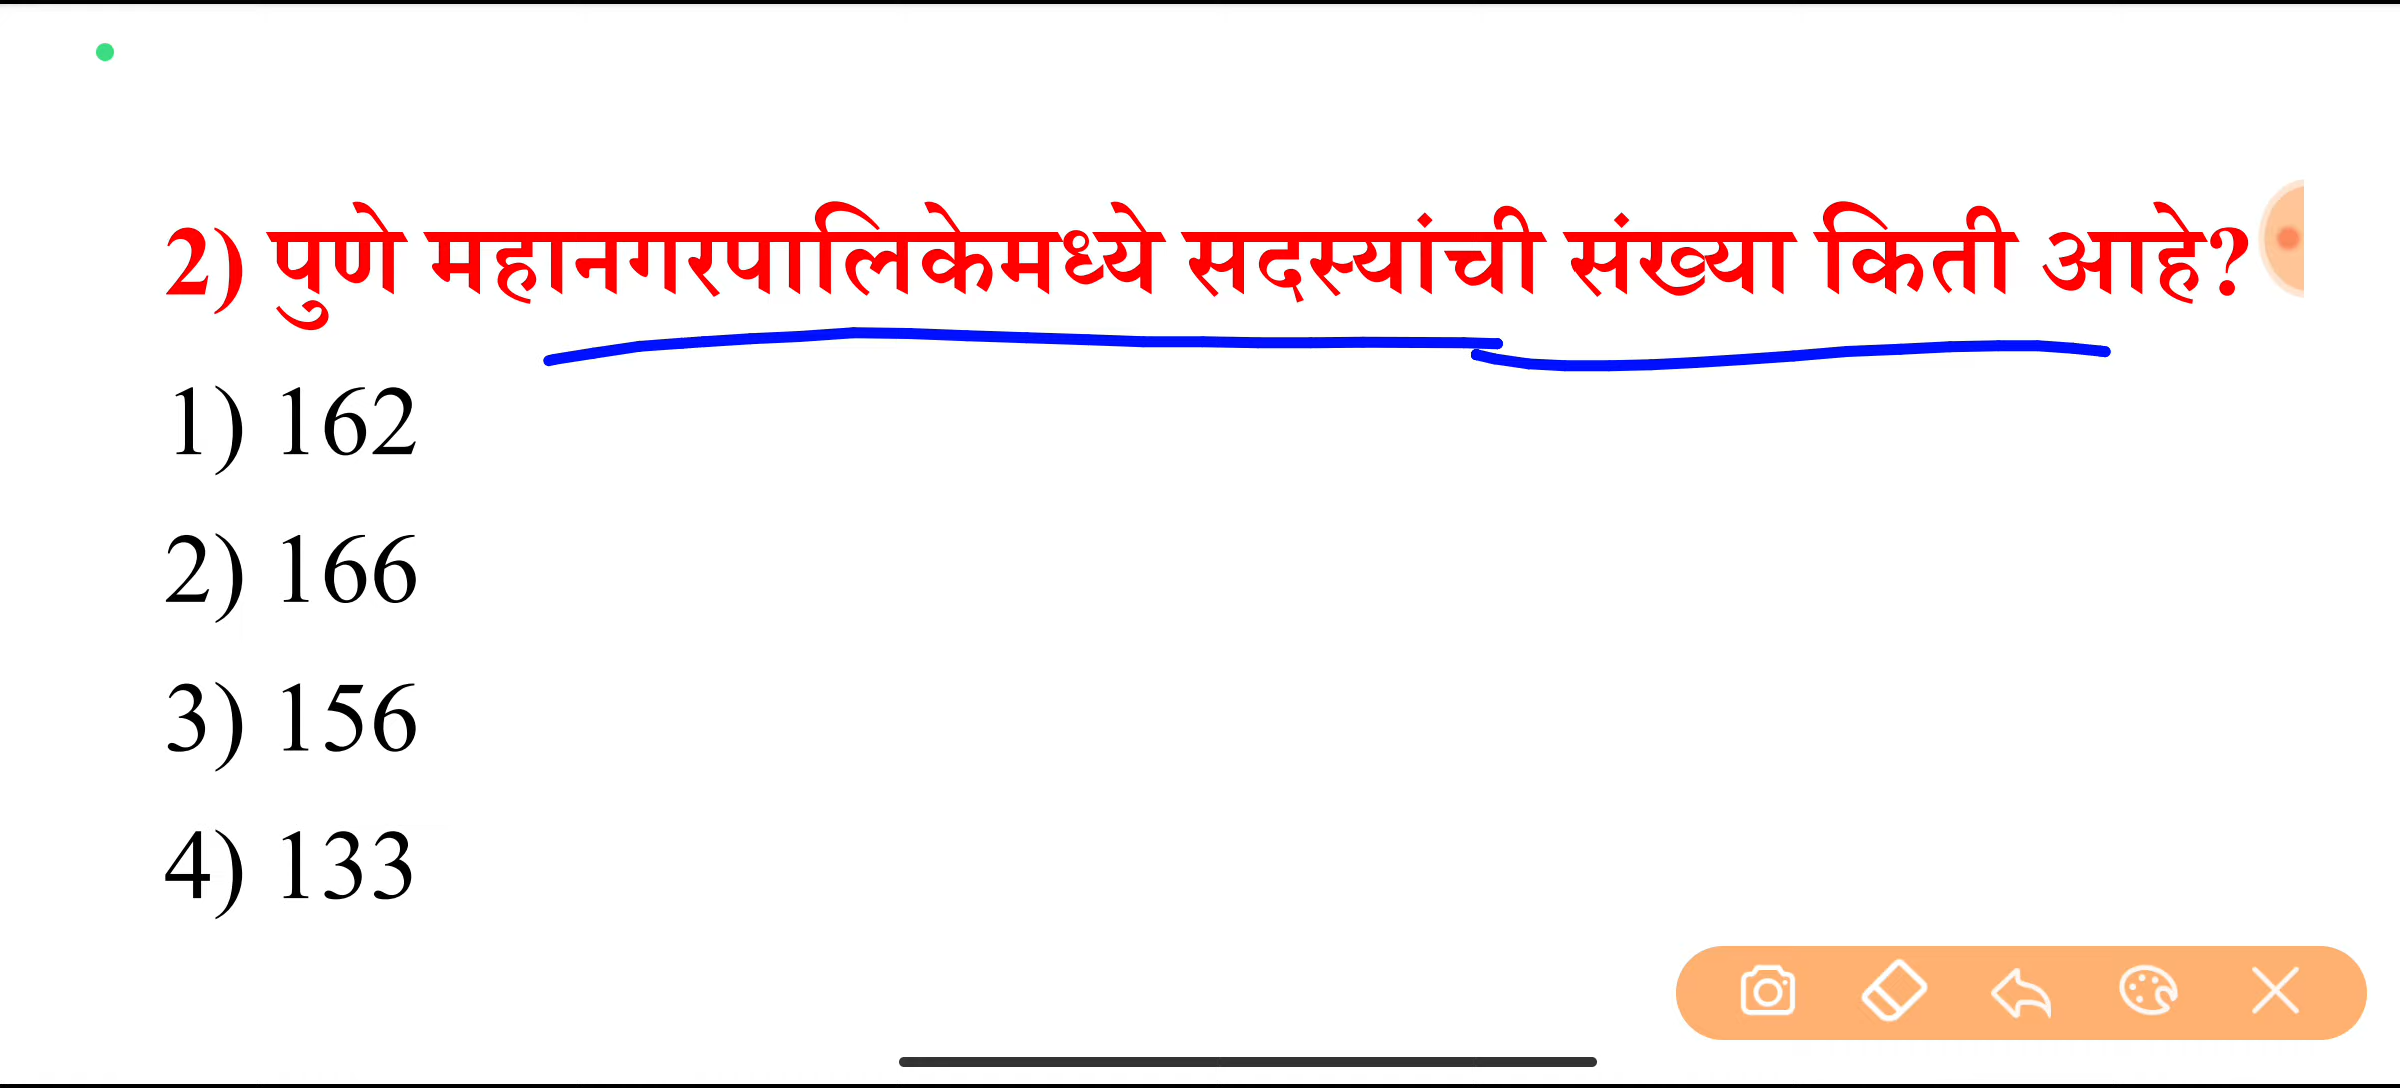 2) पुणे महानगरपालिकेमध्ये सदस्यांची संख्या किती आहे?
1) 162
2) 166
3) 156
4) 133